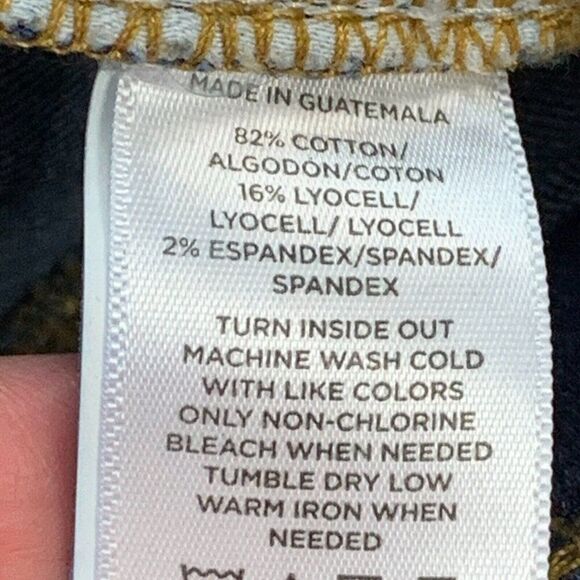 MADE IN GUATEMALA
82% COTTON/
ALGODÓN/COTON
16% LYOCELL/
LYOCELL/ LYOCELL
2% ESPANDEX/SPANDEX/
SPANDEX
TURN INSIDE OUT
MACHINE WASH COLD
WITH LIKE COLORS
ONLY NON-CHLORINE
BLEACH WHEN NEEDED
TUMBLE DRY LOW
WARM IRON WHEN
NEEDED